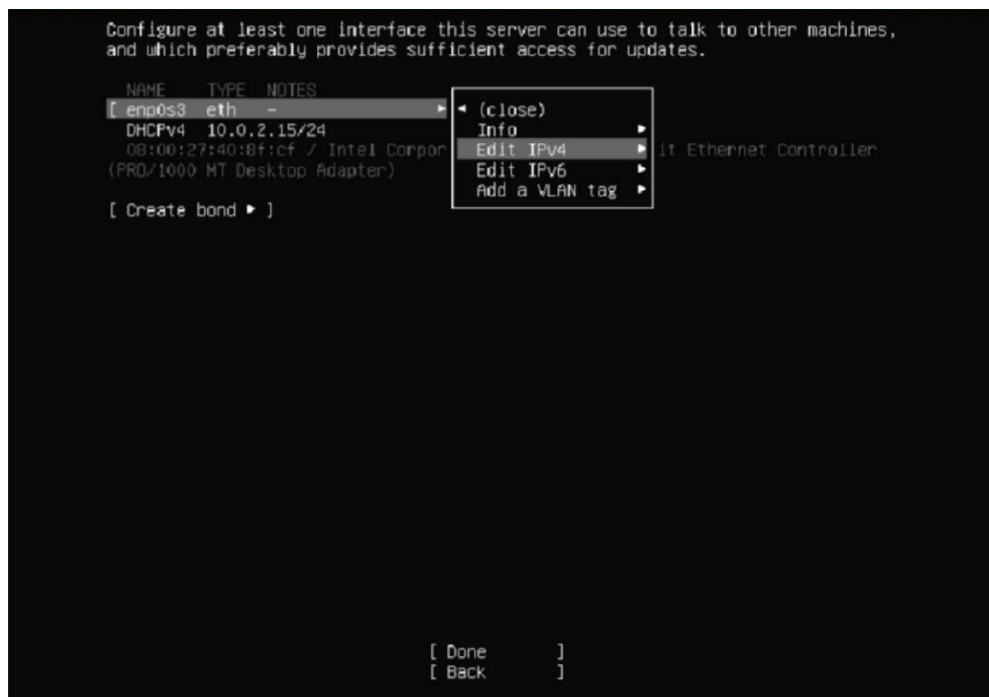 Configure at least one interface this server can use to talk to other machines,
and which preferably provides sufficient access for updates.
NAME TYPE NOTES
[ enp0s3 eth - ▸
DHCPv4 10.0.2.15/24
08:00:27:40:8f:cf / Intel Corpor it Ethernet Controller
(PRO/1000 MT Desktop Adapter)
◂ (close)
Info ▸
Edit IPv4 ▸
Edit IPv6 ▸
Add a VLAN tag ▸
[ Create bond ▸ ]
[ Done ]
[ Back ]